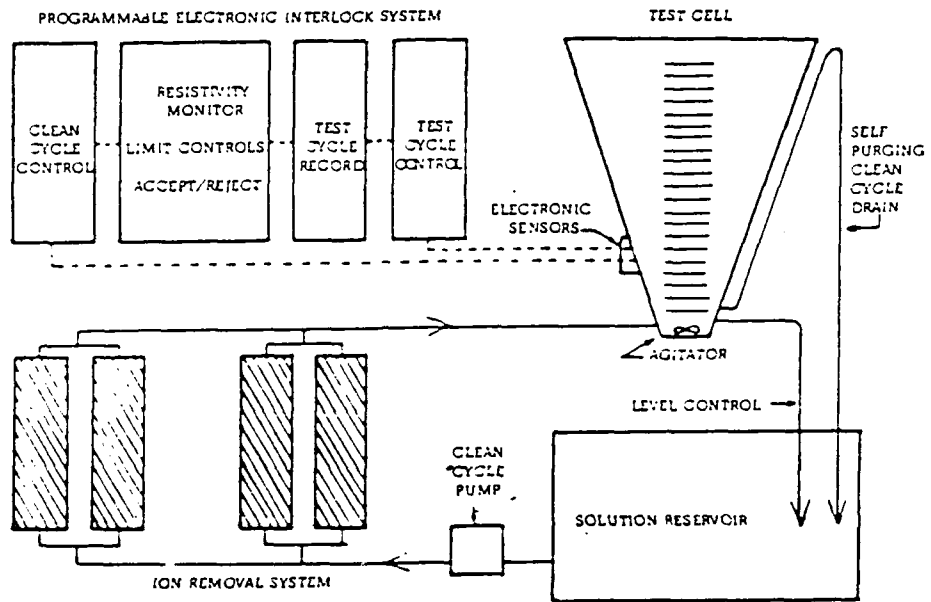 PROGRAMMABLE ELECTRONIC INTERLOCK SYSTEM
TEST CELL
CLEAN
CYCLE
CONTROL
RESISTIVITY
MONITOR
LIMIT CONTROLS
ACCEPT/REJECT
TEST
CYCLE
RECORD
TEST
CYCLE
CONTROL
SELF
PURGING
CLEAN
CYCLE
DRAIN
ELECTRONIC
SENSORS
AGITATOR
LEVEL CONTROL
CLEAN
CYCLE
PUMP
SOLUTION RESERVOIR
ION REMOVAL SYSTEM